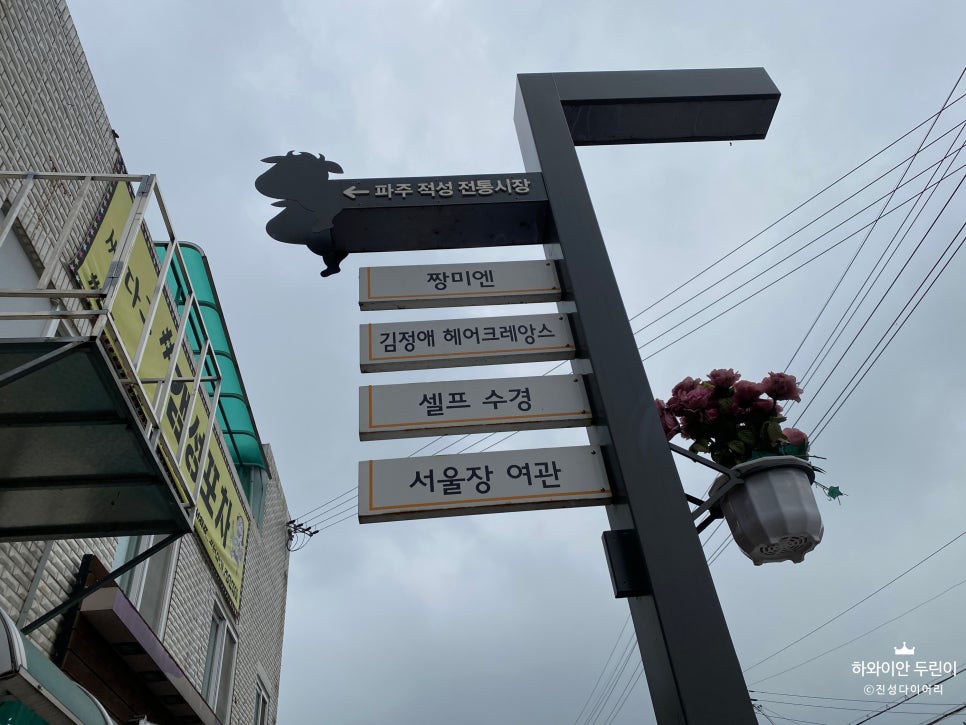 ← 파주 적성 전통시장
짱미엔
김정애 헤어크레앙스
셀프 수경
서울장 여관
하와이안 두린이
©진성다이어리